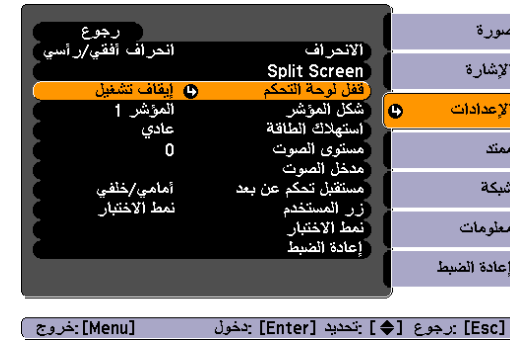 رجوع
الانحراف انحراف أفقي/رأسي
Split Screen
قفل لوحة التحكم إيقاف تشغيل
شكل المؤشر المؤشر 1
استهلاك الطاقة عادي
مستوى الصوت 0
مدخل الصوت
مستقبل تحكم عن بعد أمامي/خلفي
زر المستخدم نمط الاختبار
نمط الاختبار
إعادة الضبط
صورة
الإشارة
الإعدادات
ممتد
شبكة
معلومات
إعادة الضبط
[Esc] :رجوع [◆] :تحديد [Enter] :دخول [Menu] :خروج